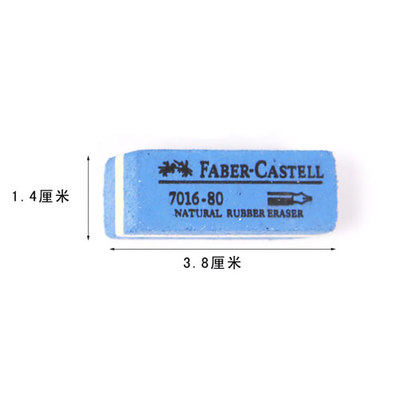 FABER-CASTELL
1.4厘米
7016-80
NATURAL RUBBER ERASER
3.8厘米